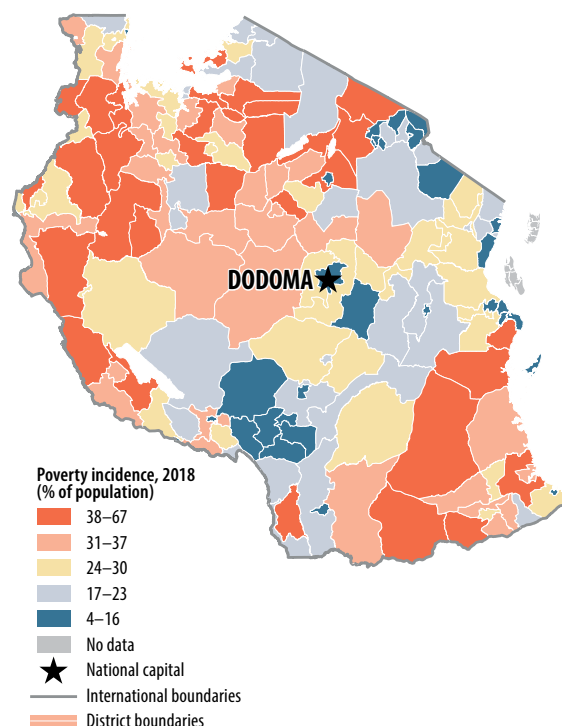 DODOMA
Poverty incidence, 2018
(% of population)
38–67
31–37
24–30
17–23
4–16
No data
National capital
International boundaries
District boundaries